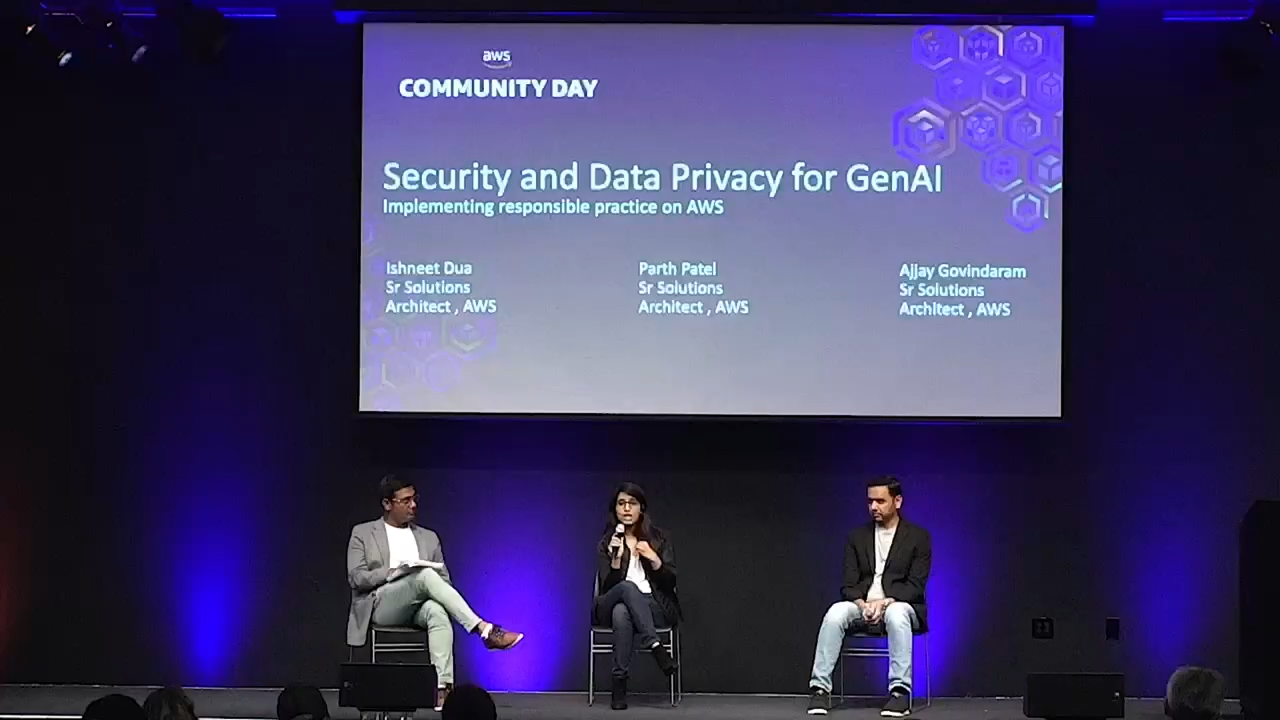 aws
COMMUNITY DAY
Security and Data Privacy for GenAI
Implementing responsible practice on AWS
Ishneet Dua
Sr Solutions
Architect , AWS
Parth Patel
Sr Solutions
Architect , AWS
Ajjay Govindaram
Sr Solutions
Architect , AWS